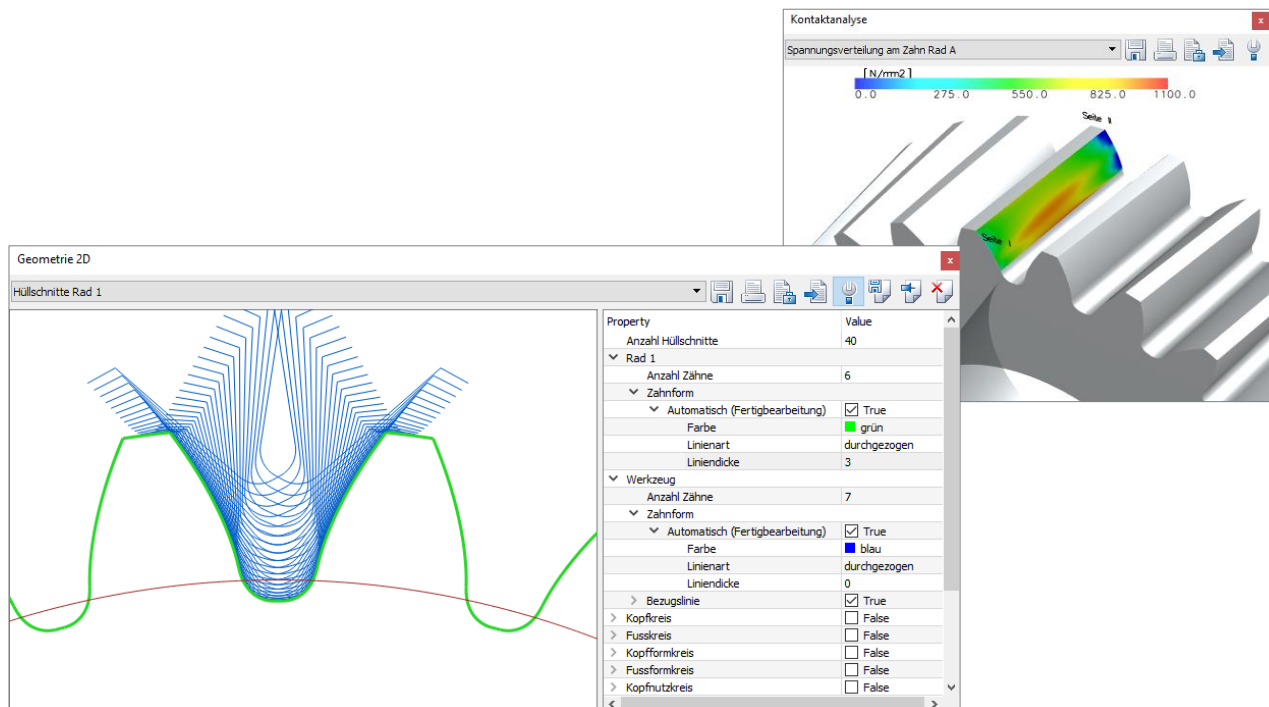 Kontaktanalyse
x
Spannungsverteilung am Zahn Rad A
[ N/mm2 ]
0.0 275.0 550.0 825.0 1100.0
Seite II
Seite I
Geometrie 2D
x
Hüllschnitte Rad 1
Property Value
Anzahl Hüllschnitte 40
Rad 1
Anzahl Zähne 6
Zahnform
Automatisch (Fertigbearbeitung) True
Farbe grün
Linienart durchgezogen
Liniendicke 3
Werkzeug
Anzahl Zähne 7
Zahnform
Automatisch (Fertigbearbeitung) True
Farbe blau
Linienart durchgezogen
Liniendicke 0
Bezugslinie True
Kopfkreis False
Fusskreis False
Kopfformkreis False
Fussformkreis False
Kopfnutzkreis False